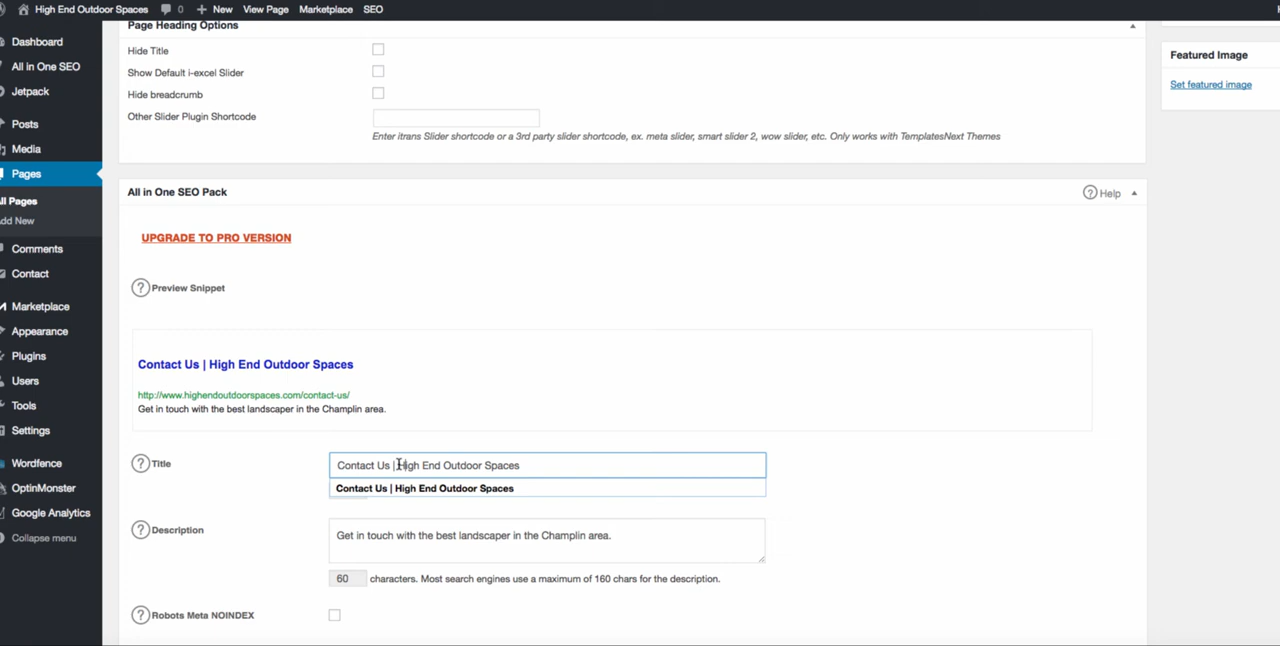 High End Outdoor Spaces 0 New View Page Marketplace SEO
Dashboard
All in One SEO
Jetpack
Posts
Media
Pages
All Pages
Add New
Comments
Contact
Marketplace
Appearance
Plugins
Users
Tools
Settings
Wordfence
OptinMonster
Google Analytics
Collapse menu
Page Heading Options
Hide Title
Show Default i-excel Slider
Hide breadcrumb
Other Slider Plugin Shortcode
Enter itrans Slider shortcode or a 3rd party slider shortcode, ex. meta slider, smart slider 2, wow slider, etc. Only works with TemplatesNext Themes
All in One SEO Pack
? Help
UPGRADE TO PRO VERSION
? Preview Snippet
Contact Us | High End Outdoor Spaces
http://www.highendoutdoorspaces.com/contact-us/
Get in touch with the best landscaper in the Champlin area.
? Title
Contact Us | High End Outdoor Spaces
Contact Us | High End Outdoor Spaces
? Description
Get in touch with the best landscaper in the Champlin area.
60 characters. Most search engines use a maximum of 160 chars for the description.
? Robots Meta NOINDEX
Featured Image
Set featured image